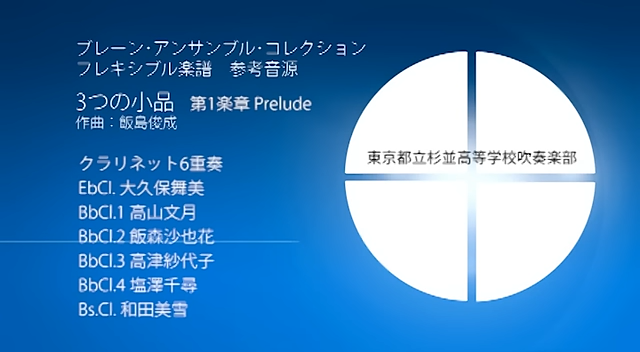 ブレーン・アンサンブル・コレクション
フレキシブル楽譜　参考音源
3つの小品　第1楽章 Prelude
作曲：飯島俊成
東京都立杉並高等学校吹奏楽部
クラリネット6重奏
EbCl. 大久保舞美
BbCl.1 高山文月
BbCl.2 飯森沙也花
BbCl.3 高津紗代子
BbCl.4 塩澤千尋
Bs.Cl. 和田美雪